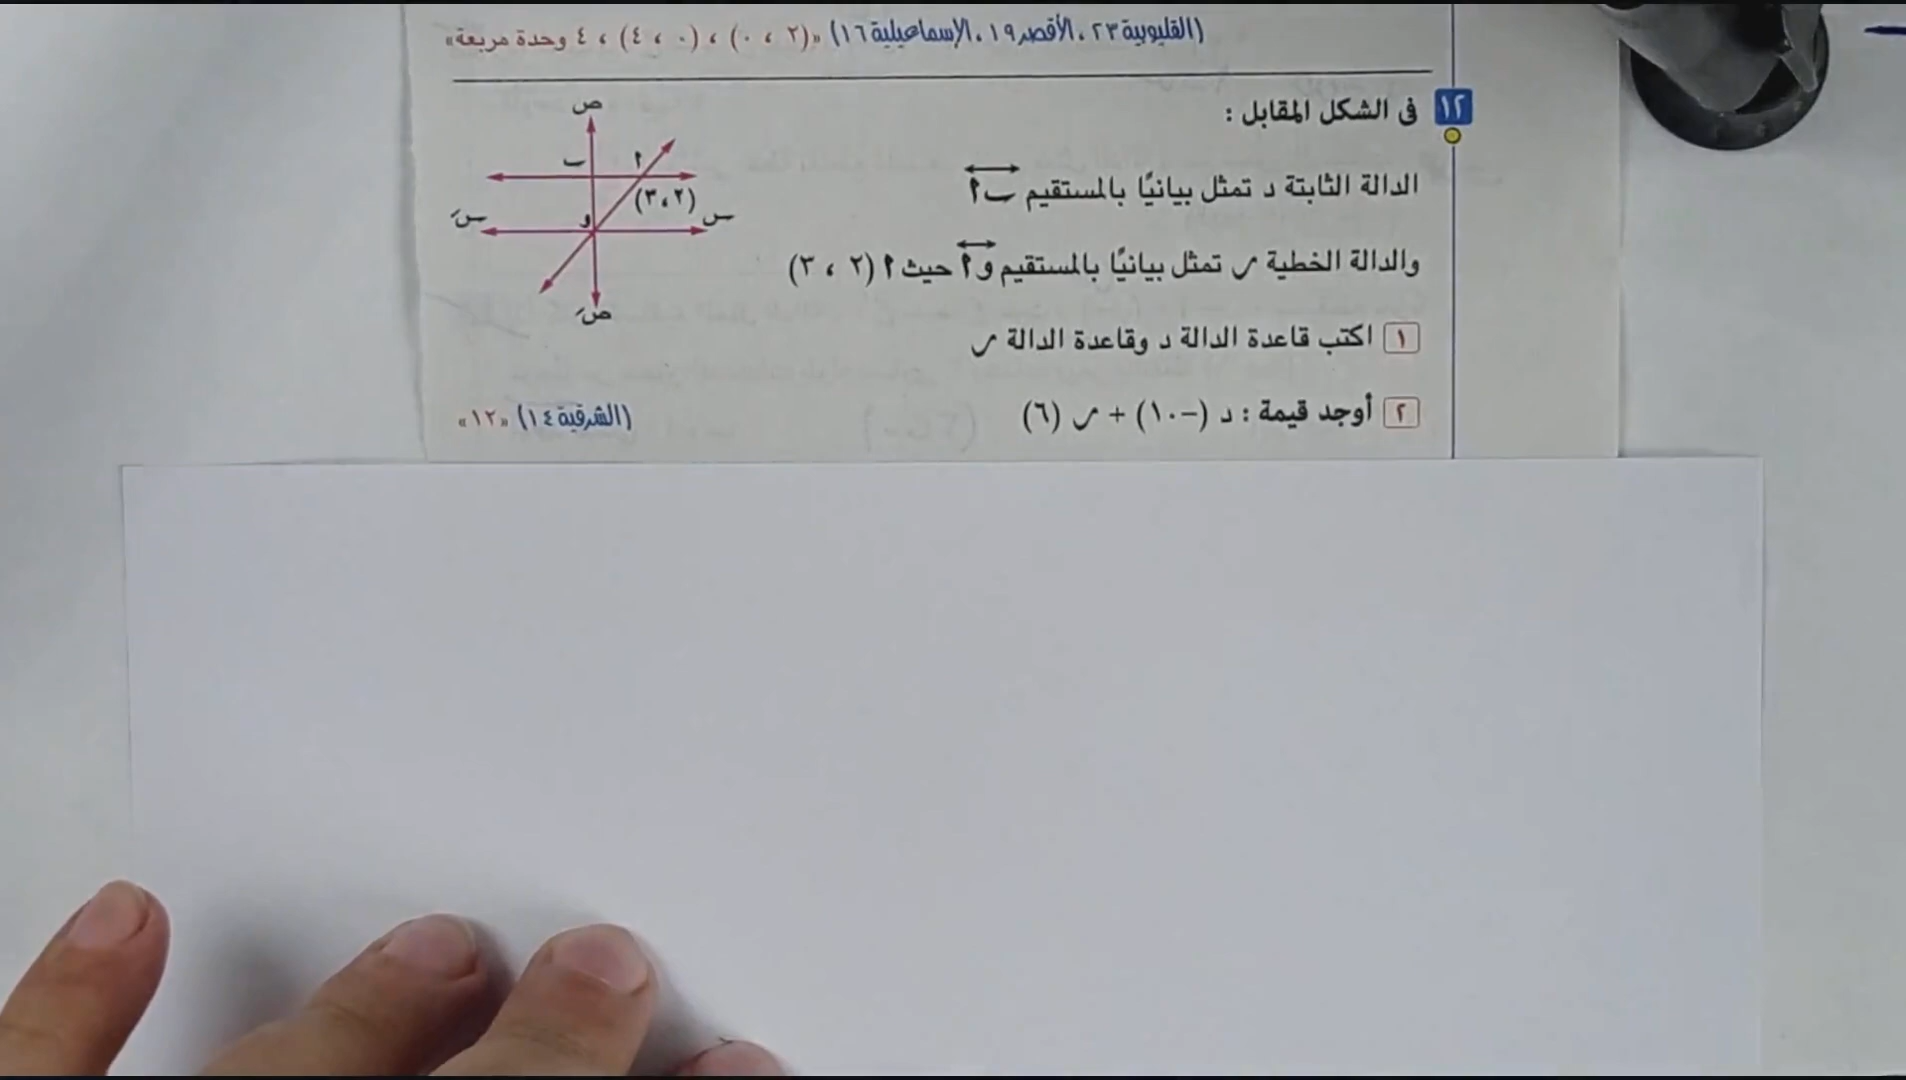 (القليوبية ٢٣، الأقصر ١٩، الإسماعيلية ١٦) «(٢ ، ٠) ، (٠ ، ٤) ، ٤ وحدة مربعة»
١٢ في الشكل المقابل :
الدالة الثابتة د تمثل بيانيًا بالمستقيم ب أ
والدالة الخطية ر تمثل بيانيًا بالمستقيم و أ حيث أ (٢ ، ٣)
١ اكتب قاعدة الدالة د وقاعدة الدالة ر
٢ أوجد قيمة : د (-١٠) + ر (٦)
(الشرقية ١٤) «١٢»
ص
ب أ
(٢، ٣)
سَ و س
صَ